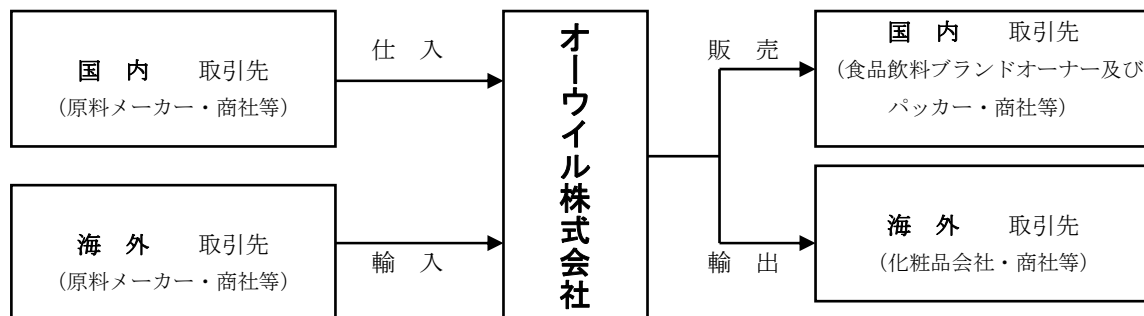 国 内 取引先
(原料メーカー・商社等)
仕 入
海 外 取引先
(原料メーカー・商社等)
輸 入
オーウイル株式会社
販 売
国 内 取引先
(食品飲料ブランドオーナー及び
パッカー・商社等)
輸 出
海 外 取引先
(化粧品会社・商社等)